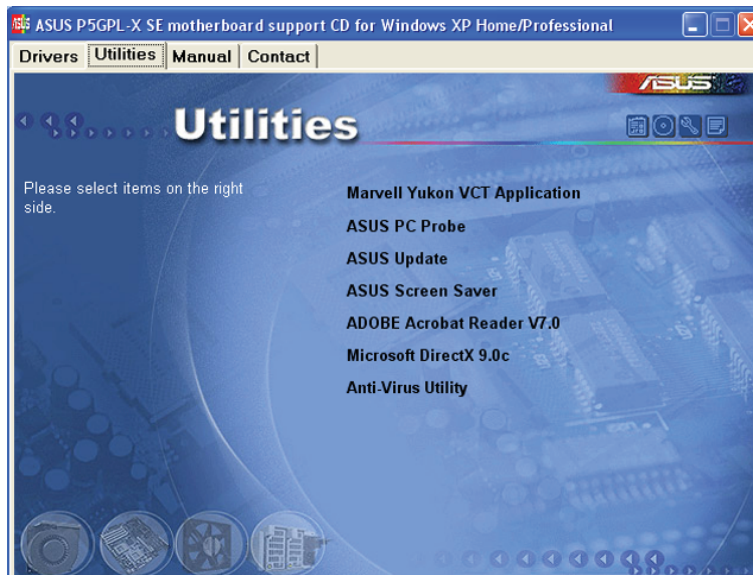 ASUS P5GPL-X SE motherboard support CD for Windows XP Home/Professional
Drivers Utilities Manual Contact
ASUS
Utilities
Please select items on the right
side.
Marvell Yukon VCT Application
ASUS PC Probe
ASUS Update
ASUS Screen Saver
ADOBE Acrobat Reader V7.0
Microsoft DirectX 9.0c
Anti-Virus Utility